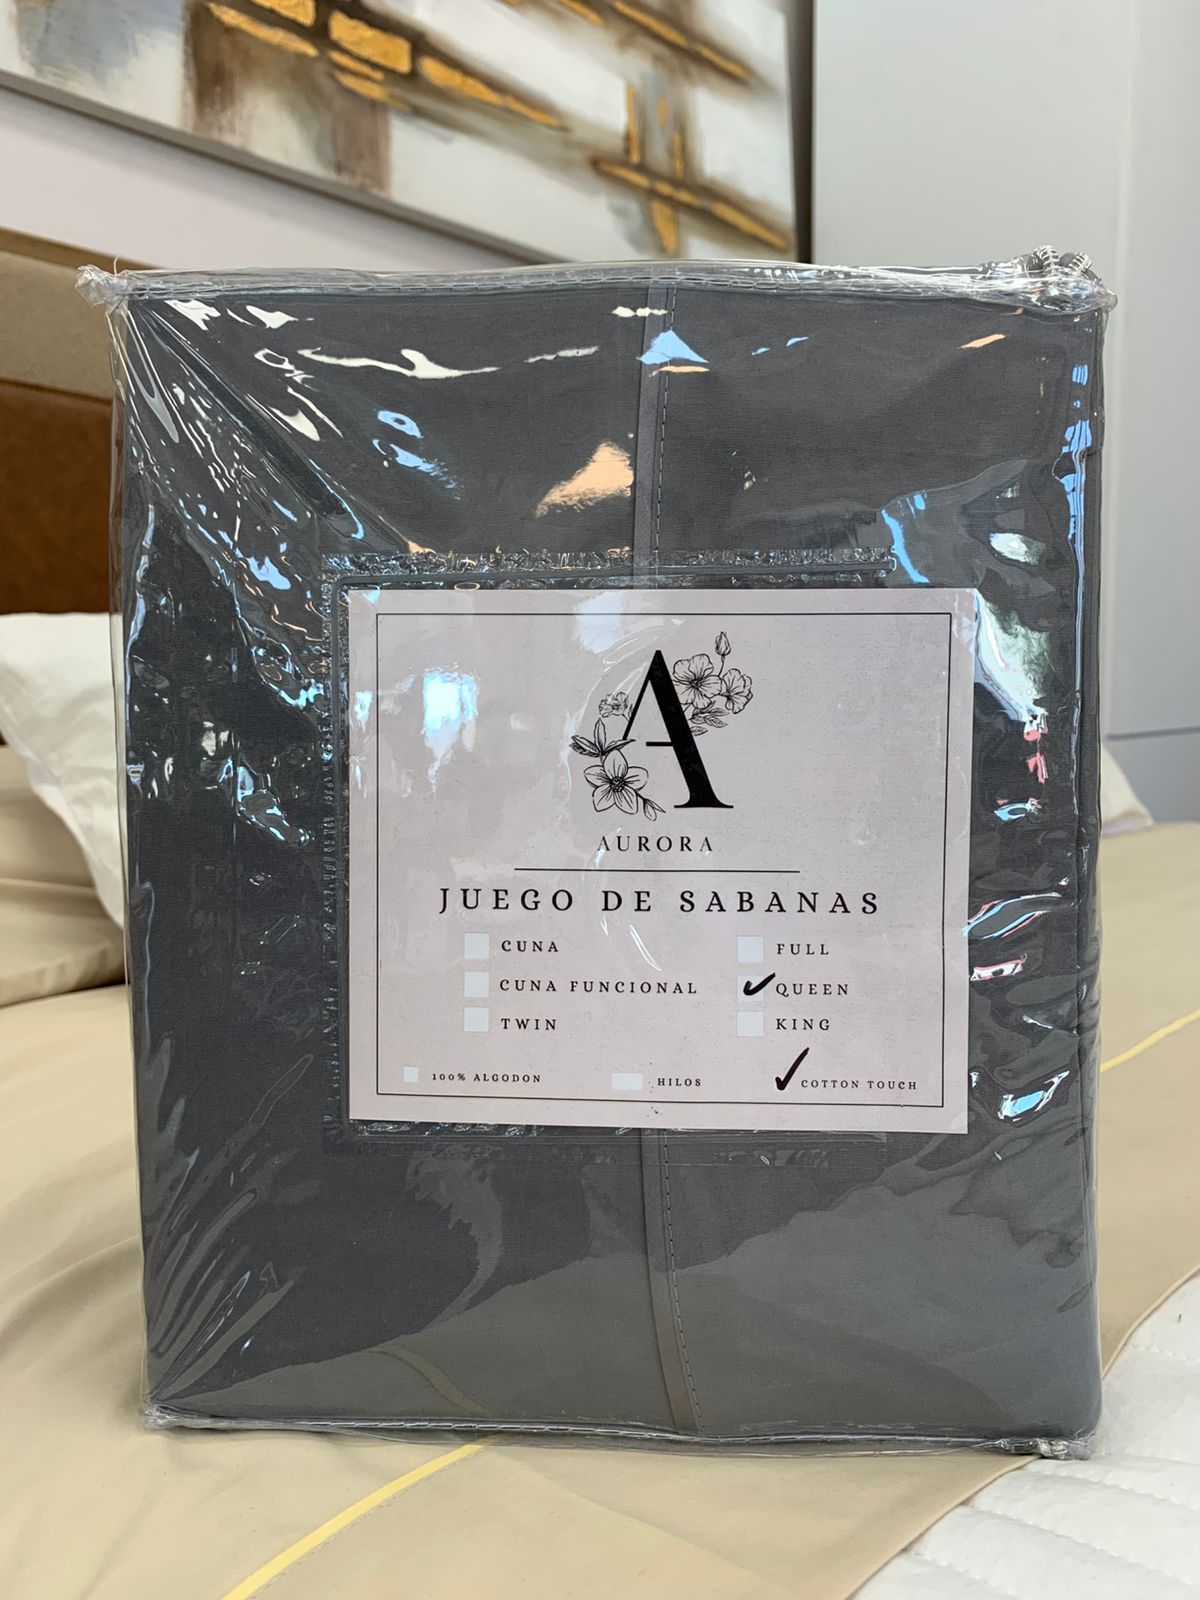 A
AURORA
JUEGO DE SABANAS
CUNA
FULL
CUNA FUNCIONAL
QUEEN
TWIN
KING
100% ALGODON
HILOS
COTTON TOUCH